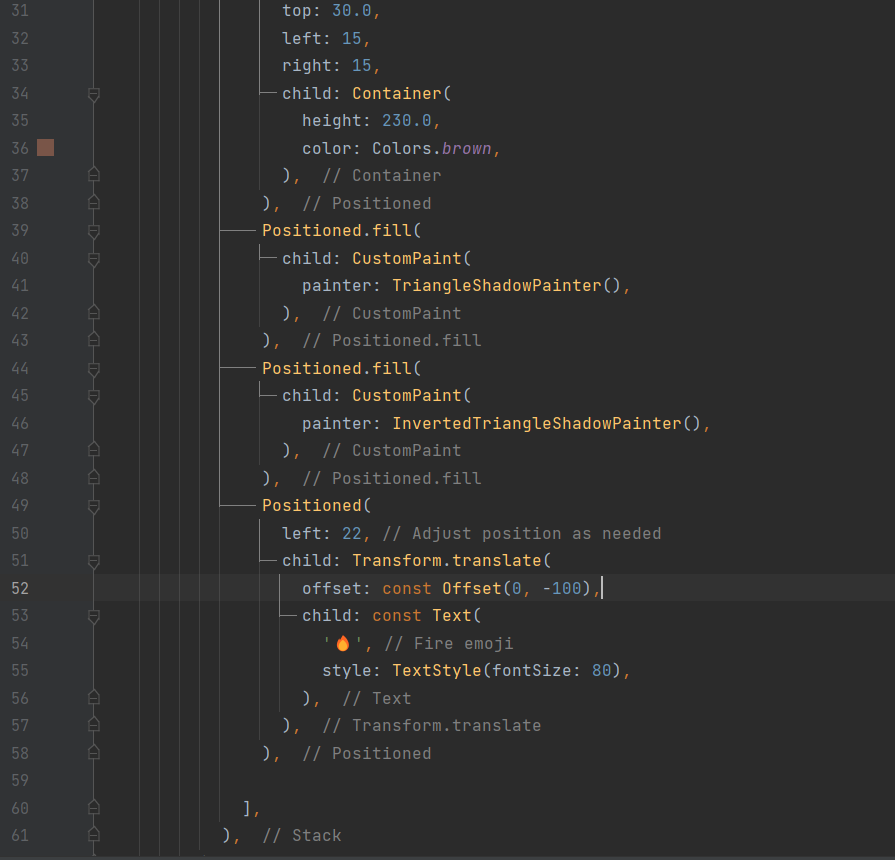 31 top: 30.0,
32 left: 15,
33 right: 15,
34 child: Container(
35 height: 230.0,
36 color: Colors.brown,
37 ), // Container
38 ), // Positioned
39 Positioned.fill(
40 child: CustomPaint(
41 painter: TriangleShadowPainter(),
42 ), // CustomPaint
43 ), // Positioned.fill
44 Positioned.fill(
45 child: CustomPaint(
46 painter: InvertedTriangleShadowPainter(),
47 ), // CustomPaint
48 ), // Positioned.fill
49 Positioned(
50 left: 22, // Adjust position as needed
51 child: Transform.translate(
52 offset: const Offset(0, -100),
53 child: const Text(
54 '🔥', // Fire emoji
55 style: TextStyle(fontSize: 80),
56 ), // Text
57 ), // Transform.translate
58 ), // Positioned
59
60 ],
61 ), // Stack